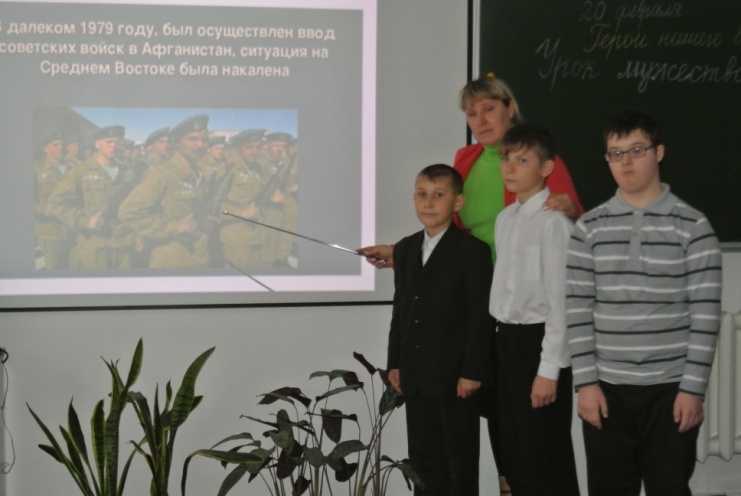 далеком 1979 году, был осуществлен ввод
советских войск в Афганистан, ситуация на
Среднем Востоке была накалена
20 февраля
Герои нашего
Урок мужества